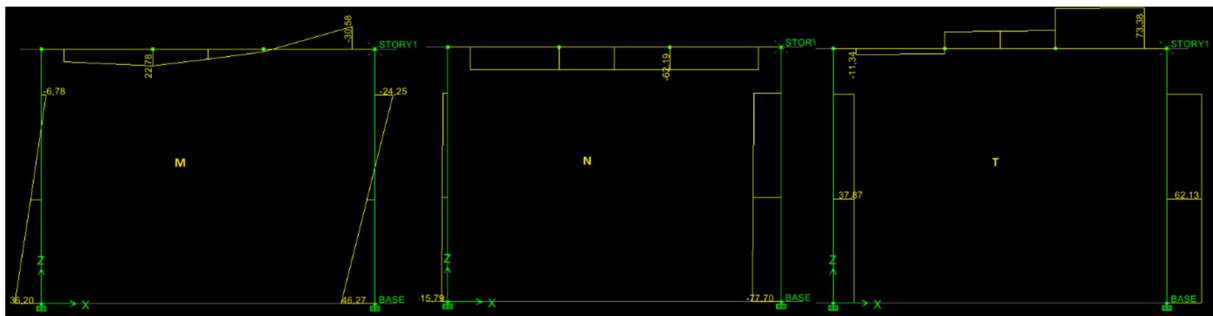 -30,58
STORY1
22,78
-6,78
-24,25
M
Z
X
36,20
46,27
BASE
STORY
-62,19
N
Z
X
-15,79
-77,70
BASE
73,38
STORY1
-11,34
T
37,87
62,13
Z
X
BASE